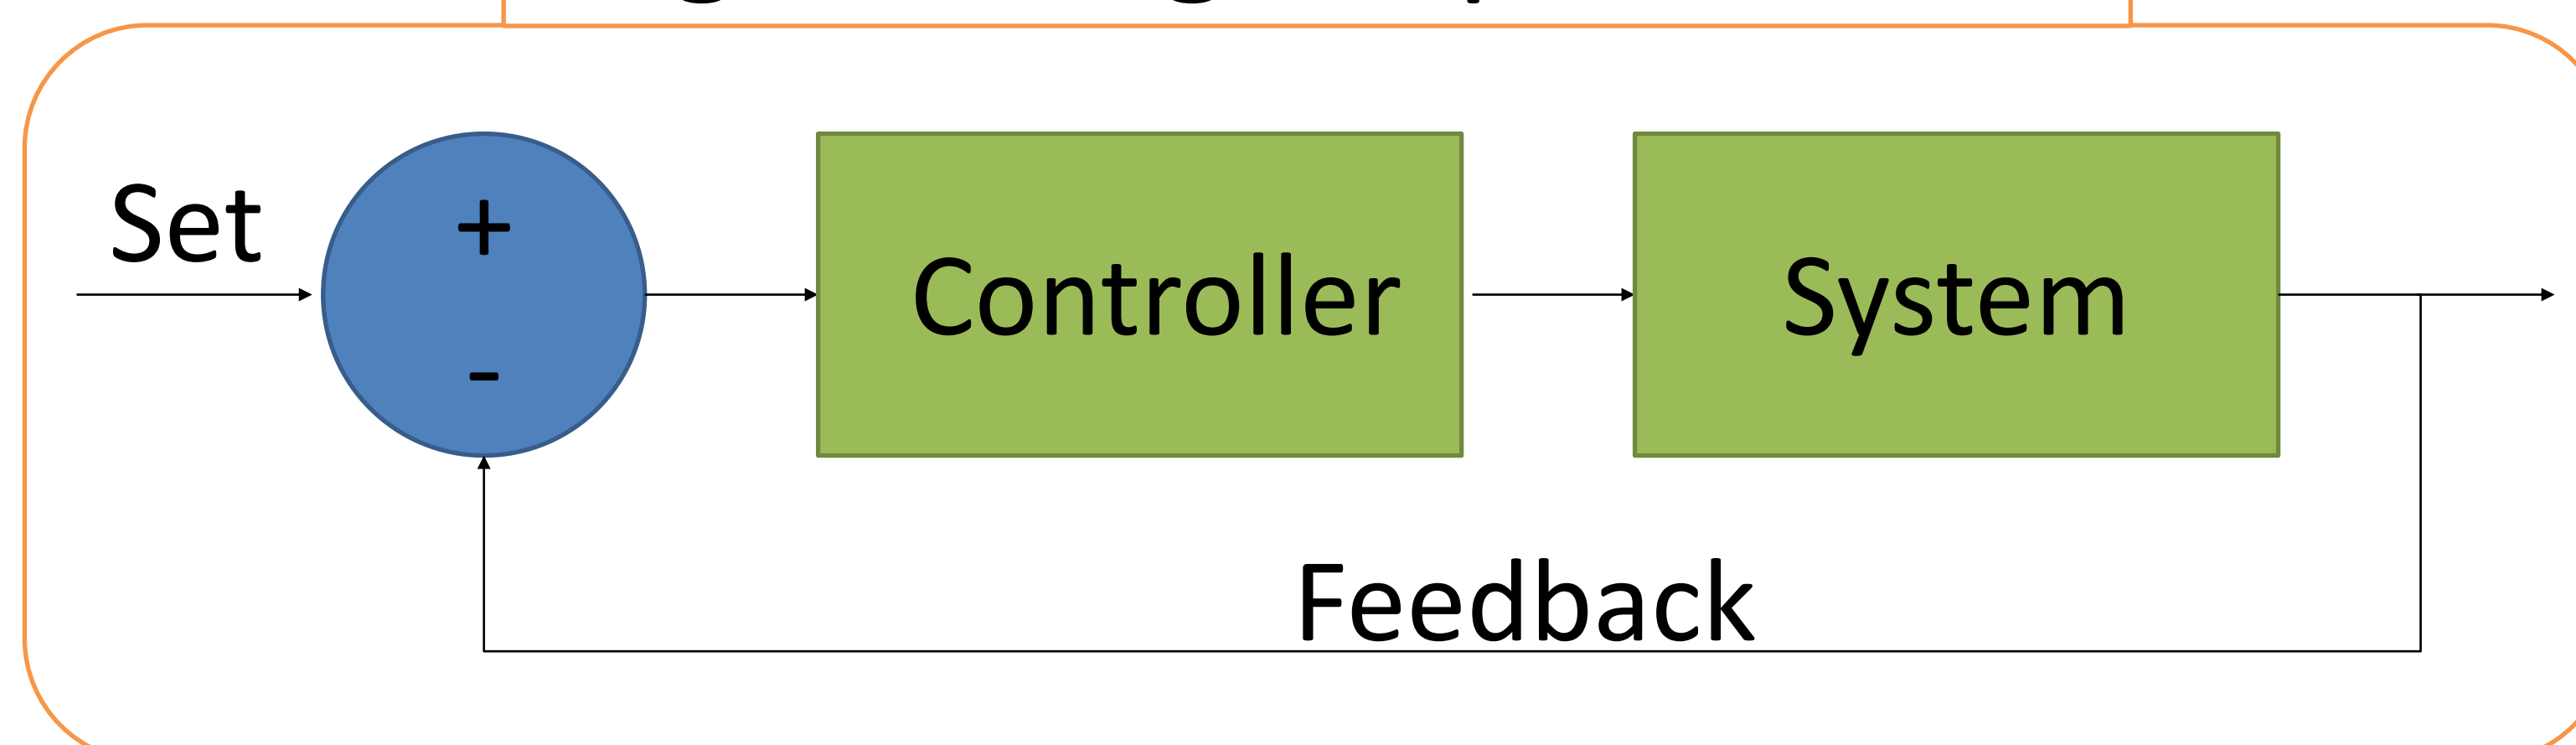 Set
+
-
Controller
System
Feedback